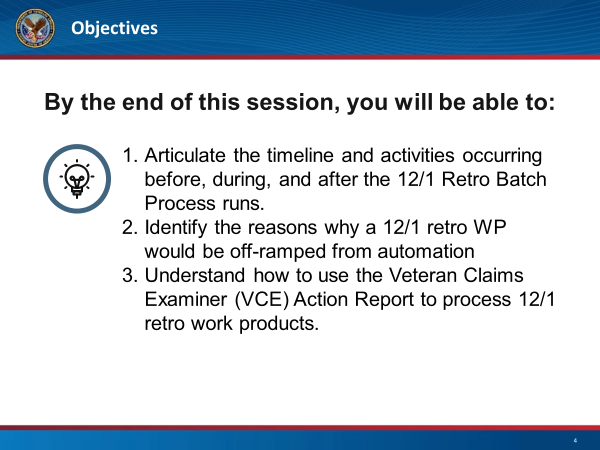 Objectives
By the end of this session, you will be able to:
1. Articulate the timeline and activities occurring
before, during, and after the 12/1 Retro Batch
Process runs.
2. Identify the reasons why a 12/1 retro WP
would be off-ramped from automation
3. Understand how to use the Veteran Claims
Examiner (VCE) Action Report to process 12/1
retro work products.
4